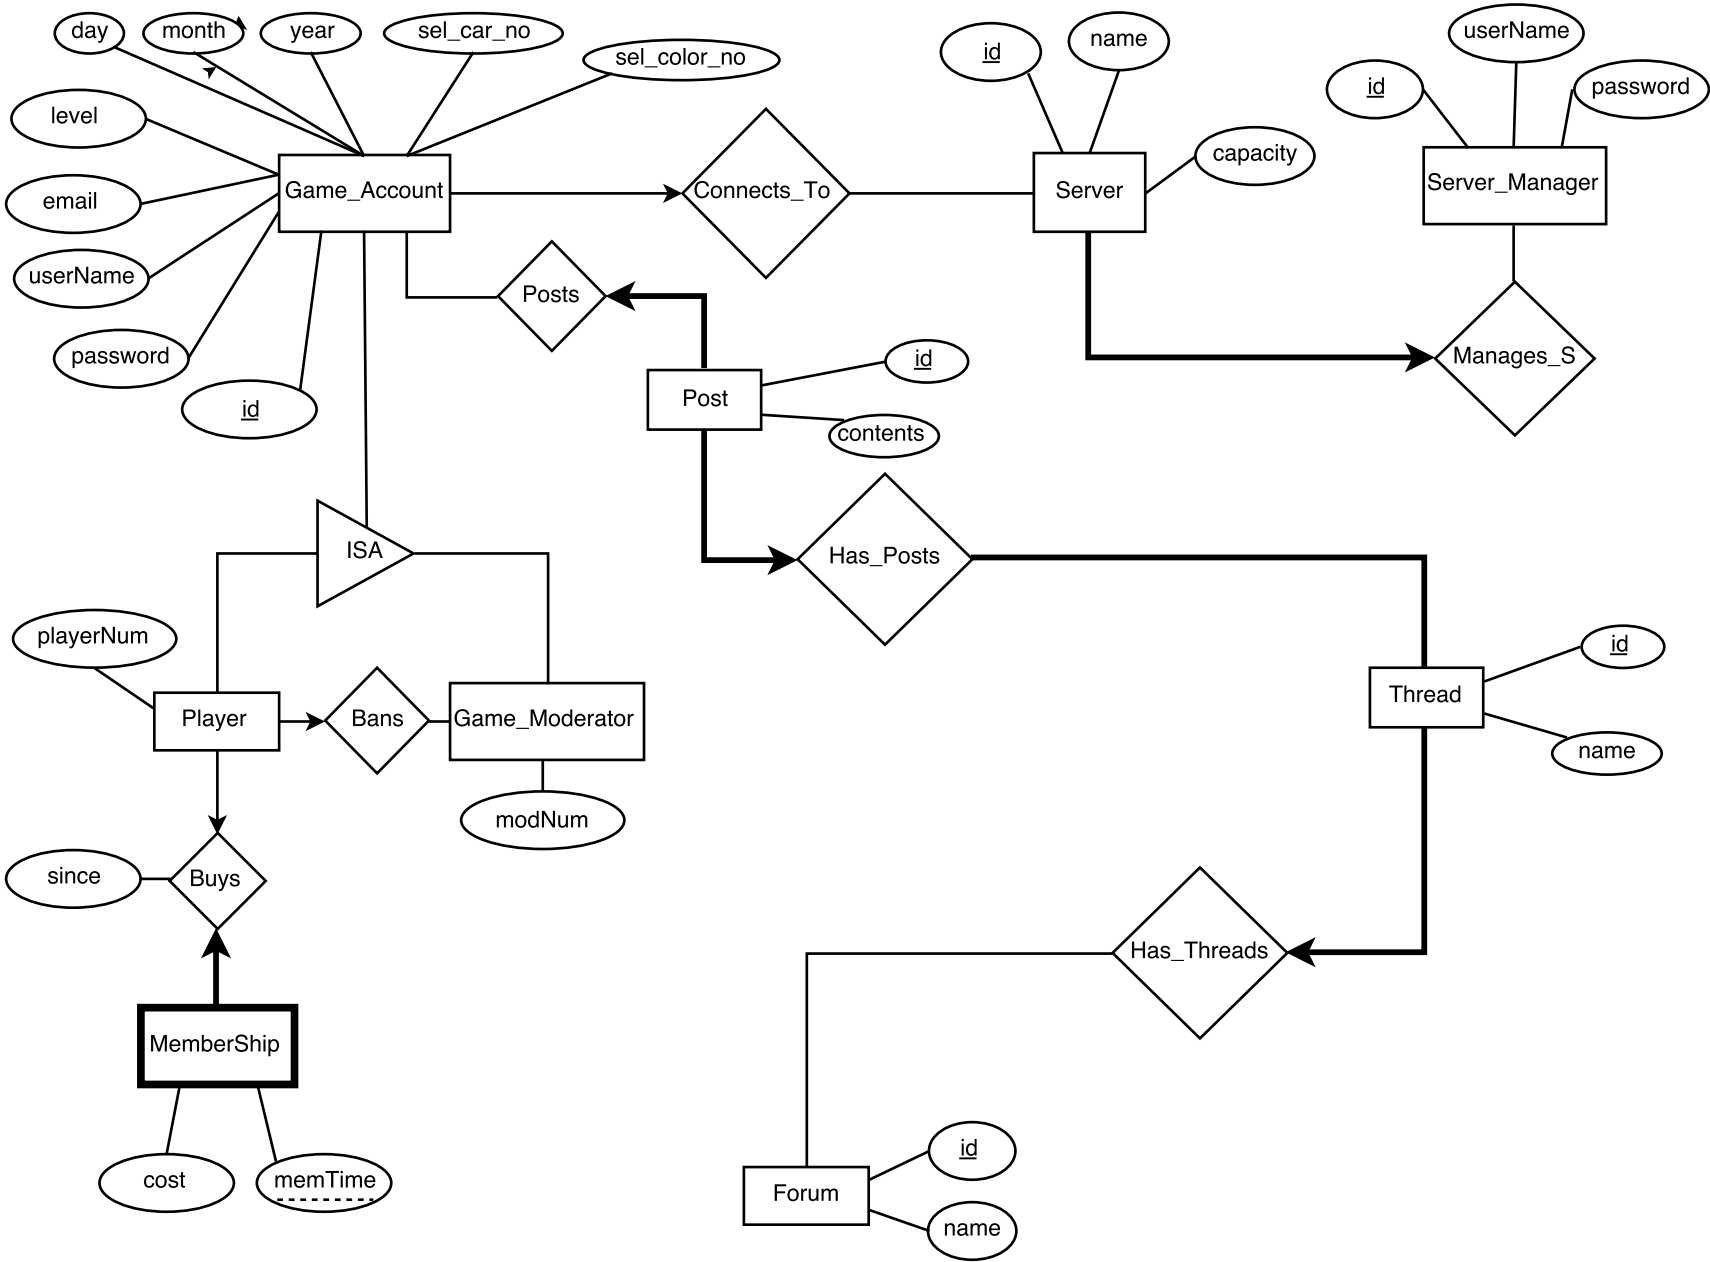 day
month
year
sel_car_no
sel_color_no
id
name
userName
id
password
level
capacity
email
Game_Account
Connects_To
Server
Server_Manager
userName
Posts
password
id
Post
id
contents
Manages_S
ISA
Has_Posts
playerNum
id
Player
Bans
Game_Moderator
Thread
name
modNum
since
Buys
Has_Threads
MemberShip
cost
memTime
id
Forum
name